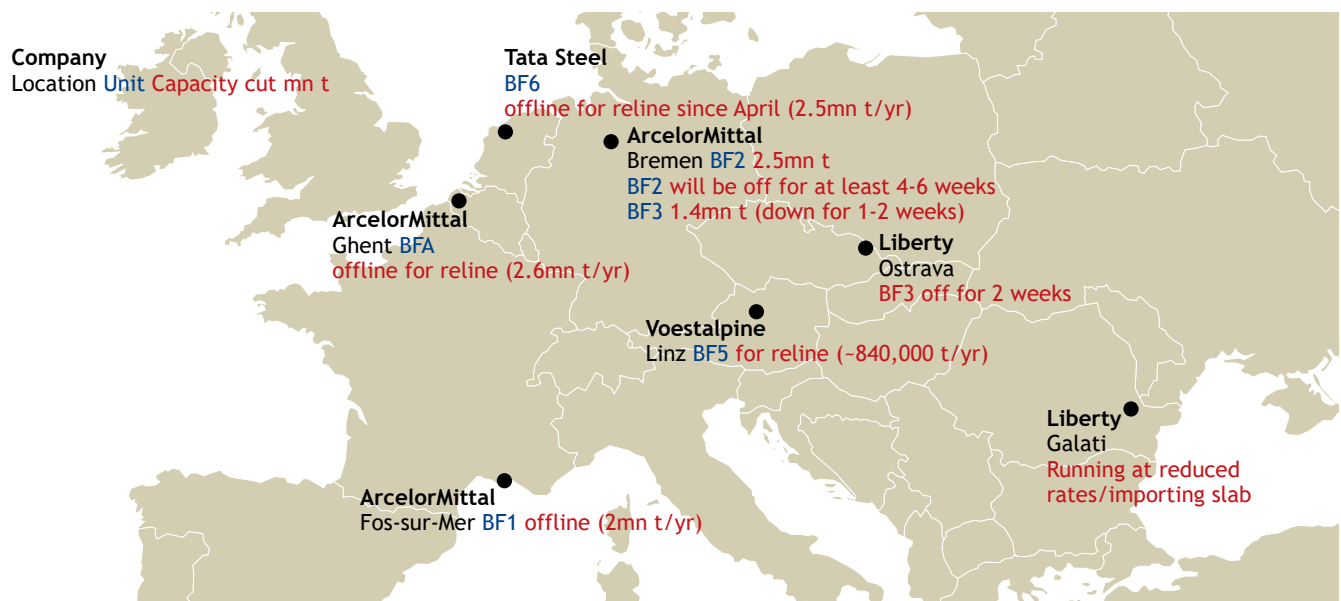 Company
Location Unit Capacity cut mn t
Tata Steel
BF6
offline for reline since April (2.5mn t/yr)
ArcelorMittal
Bremen BF2 2.5mn t
BF2 will be off for at least 4-6 weeks
BF3 1.4mn t (down for 1-2 weeks)
ArcelorMittal
Ghent BFA
offline for reline (2.6mn t/yr)
Liberty
Ostrava
BF3 off for 2 weeks
Voestalpine
Linz BF5 for reline (~840,000 t/yr)
Liberty
Galati
Running at reduced
rates/importing slab
ArcelorMittal
Fos-sur-Mer BF1 offline (2mn t/yr)